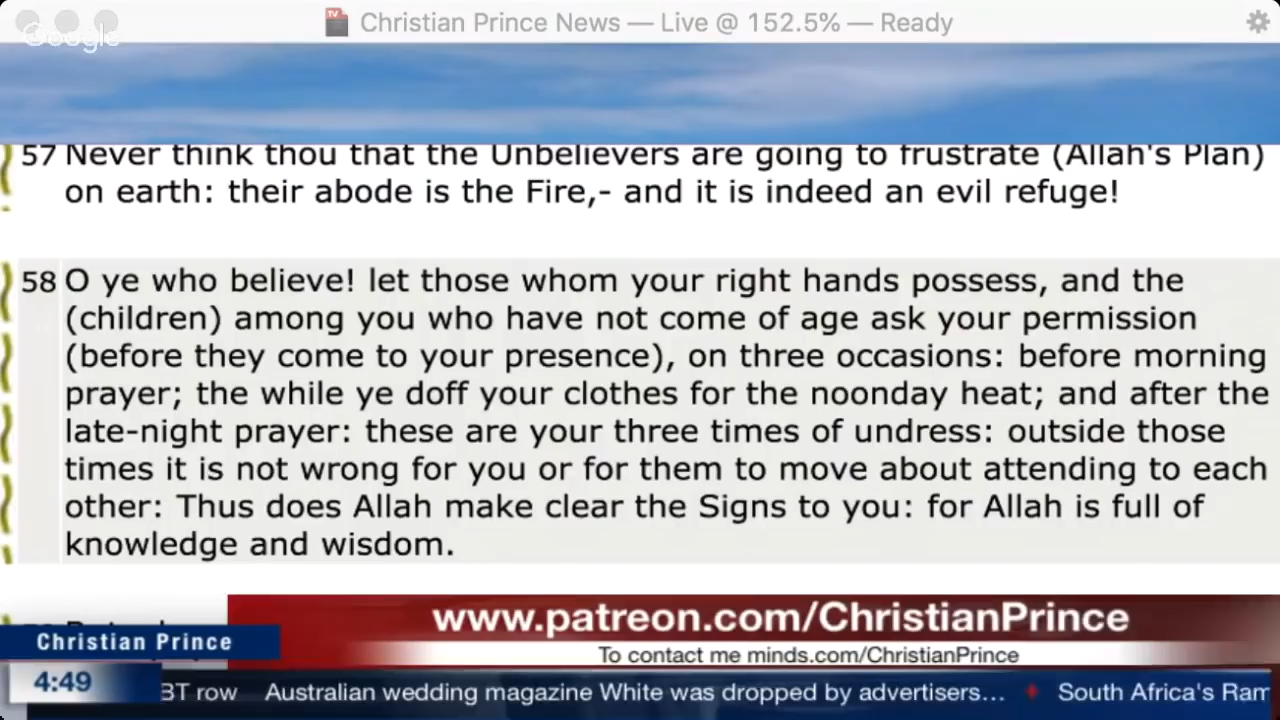 Christian Prince News — Live @ 152.5% — Ready
Google
57 Never think thou that the Unbelievers are going to frustrate (Allah's Plan)
on earth: their abode is the Fire,- and it is indeed an evil refuge!
58 O ye who believe! let those whom your right hands possess, and the
(children) among you who have not come of age ask your permission
(before they come to your presence), on three occasions: before morning
prayer; the while ye doff your clothes for the noonday heat; and after the
late-night prayer: these are your three times of undress: outside those
times it is not wrong for you or for them to move about attending to each
other: Thus does Allah make clear the Signs to you: for Allah is full of
knowledge and wisdom.
www.patreon.com/ChristianPrince
Christian Prince
To contact me minds.com/ChristianPrince
4:49
BT row Australian wedding magazine White was dropped by advertisers... South Africa's Ram